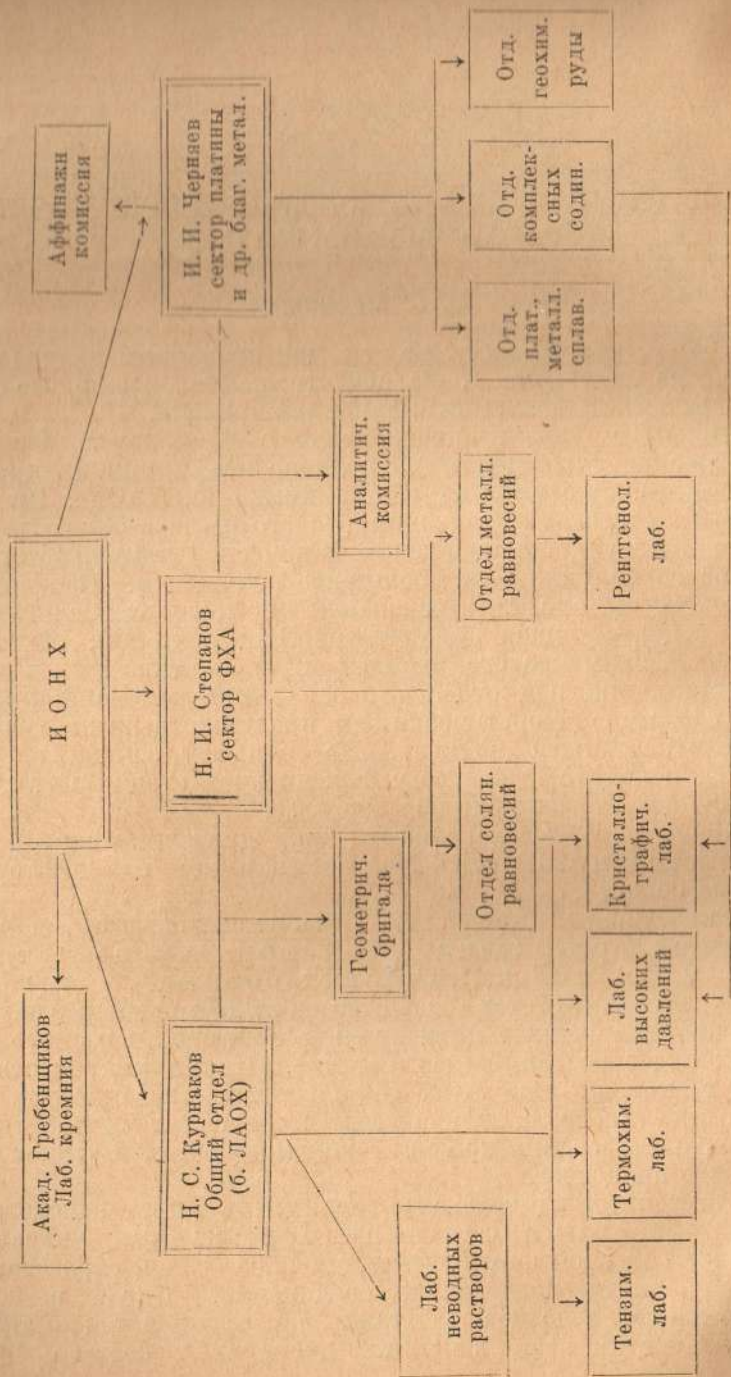 И О Н Х
Акад. Гребенщиков
Лаб. кремния
Аффинажн
комиссия
Н. С. Курнаков
Общий отдел
(б. ЛАОХ)
Н. И. Степанов
сектор ФХА
И. И. Черняев
сектор платины
и др. благ. метал.
Геометрич.
бригада
Аналитич.
комиссия
Лаб.
неводных
растворов
Отдел солян.
равновесий
Отдел металл.
равновесий
Отд.
плат.,
металл.
сплав.
Отд.
комплек-
сных
содин.
Отд.
геохим.
руды
Тензим.
лаб.
Термохим.
лаб.
Лаб.
высоких
давлений
Кристалло-
графич.
лаб.
Рентгенол.
лаб.